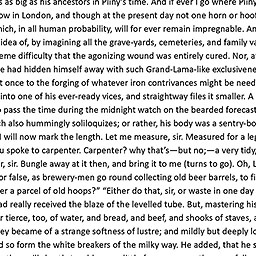 s as big as his ancestors in Pliny's time. And if ever I go where Pliny
ow in London, and though at the present day not one horn or hoof
hich, in all human probability, will for ever remain impregnable. An
idea of, by imagining all the grave-yards, cemeteries, and family va
eme difficulty that the agonizing wound was entirely cured. Nor, at
e had hidden himself away with such Grand-Lama-like exclusivene
t once to the forging of whatever iron contrivances might be need
into one of his ever-ready vices, and straightway files it smaller. A
o pass the time during the midnight watch on the bearded forecast
ch also hummingly soliloquizes; or rather, his body was a sentry-bo
I will now mark the length. Let me measure, sir. Measured for a leg
u spoke to carpenter. Carpenter? why that's—but no;—a very tidy,
r, sir. Bungle away at it then, and bring it to me (turns to go). Oh, L
or false, as brewery-men go round collecting old beer barrels, to fi
er a parcel of old hoops?" "Either do that, sir, or waste in one day
ad really received the blaze of the levelled tube. But, mastering his
r tierce, too, of water, and bread, and beef, and shooks of staves, a
ey became of a strange softness of lustre; and mildly but deeply lo
d so form the white breakers of the milky way. He added, that he s